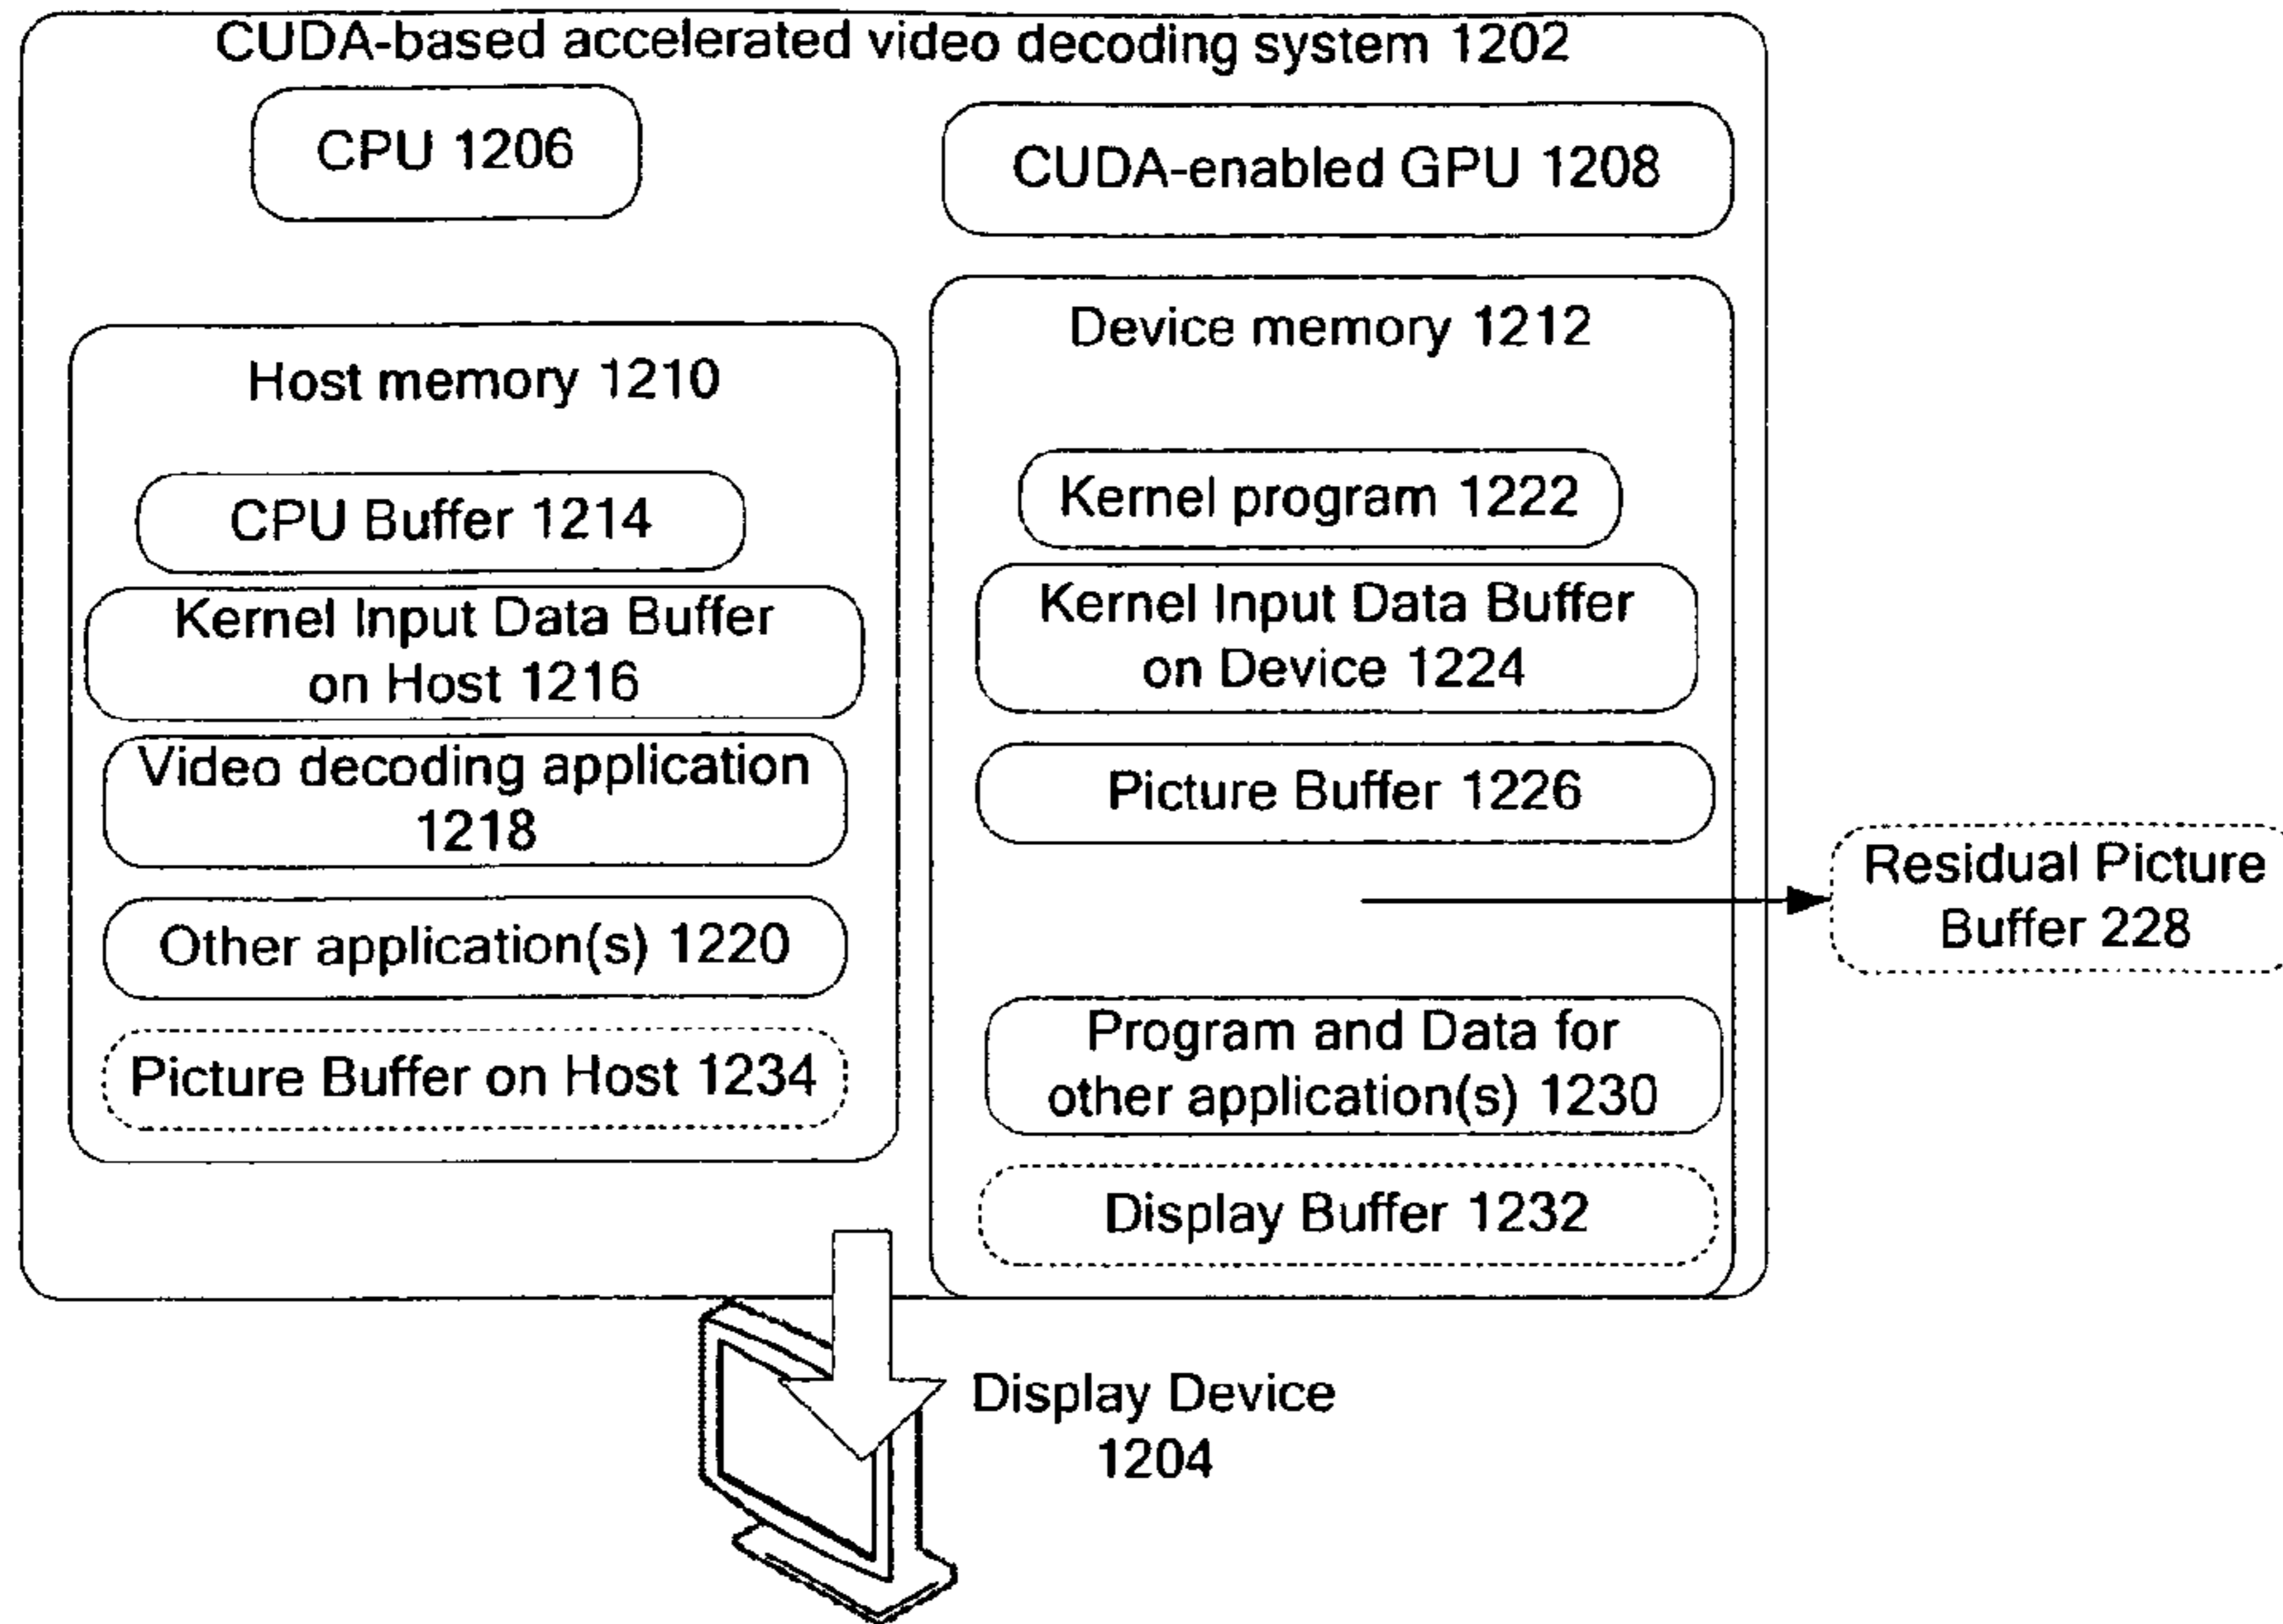 CUDA-based accelerated video decoding system 1202
CPU 1206
CUDA-enabled GPU 1208
Host memory 1210
CPU Buffer 1214
Kernel Input Data Buffer
on Host 1216
Video decoding application
1218
Other application(s) 1220
Picture Buffer on Host 1234
Device memory 1212
Kernel program 1222
Kernel Input Data Buffer
on Device 1224
Picture Buffer 1226
Residual Picture
Buffer 228
Program and Data for
other application(s) 1230
Display Buffer 1232
Display Device
1204